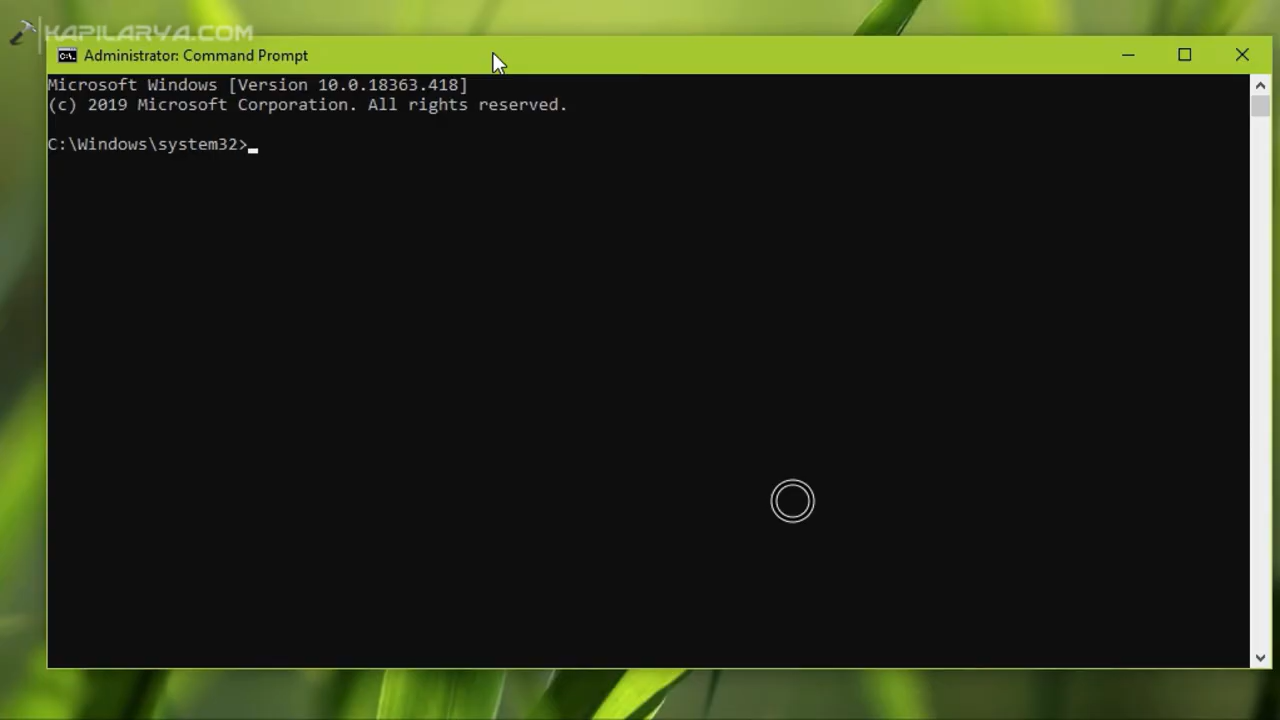 KAPILARYA.COM
Administrator: Command Prompt
Microsoft Windows [Version 10.0.18363.418]
(c) 2019 Microsoft Corporation. All rights reserved.
C:\Windows\system32>